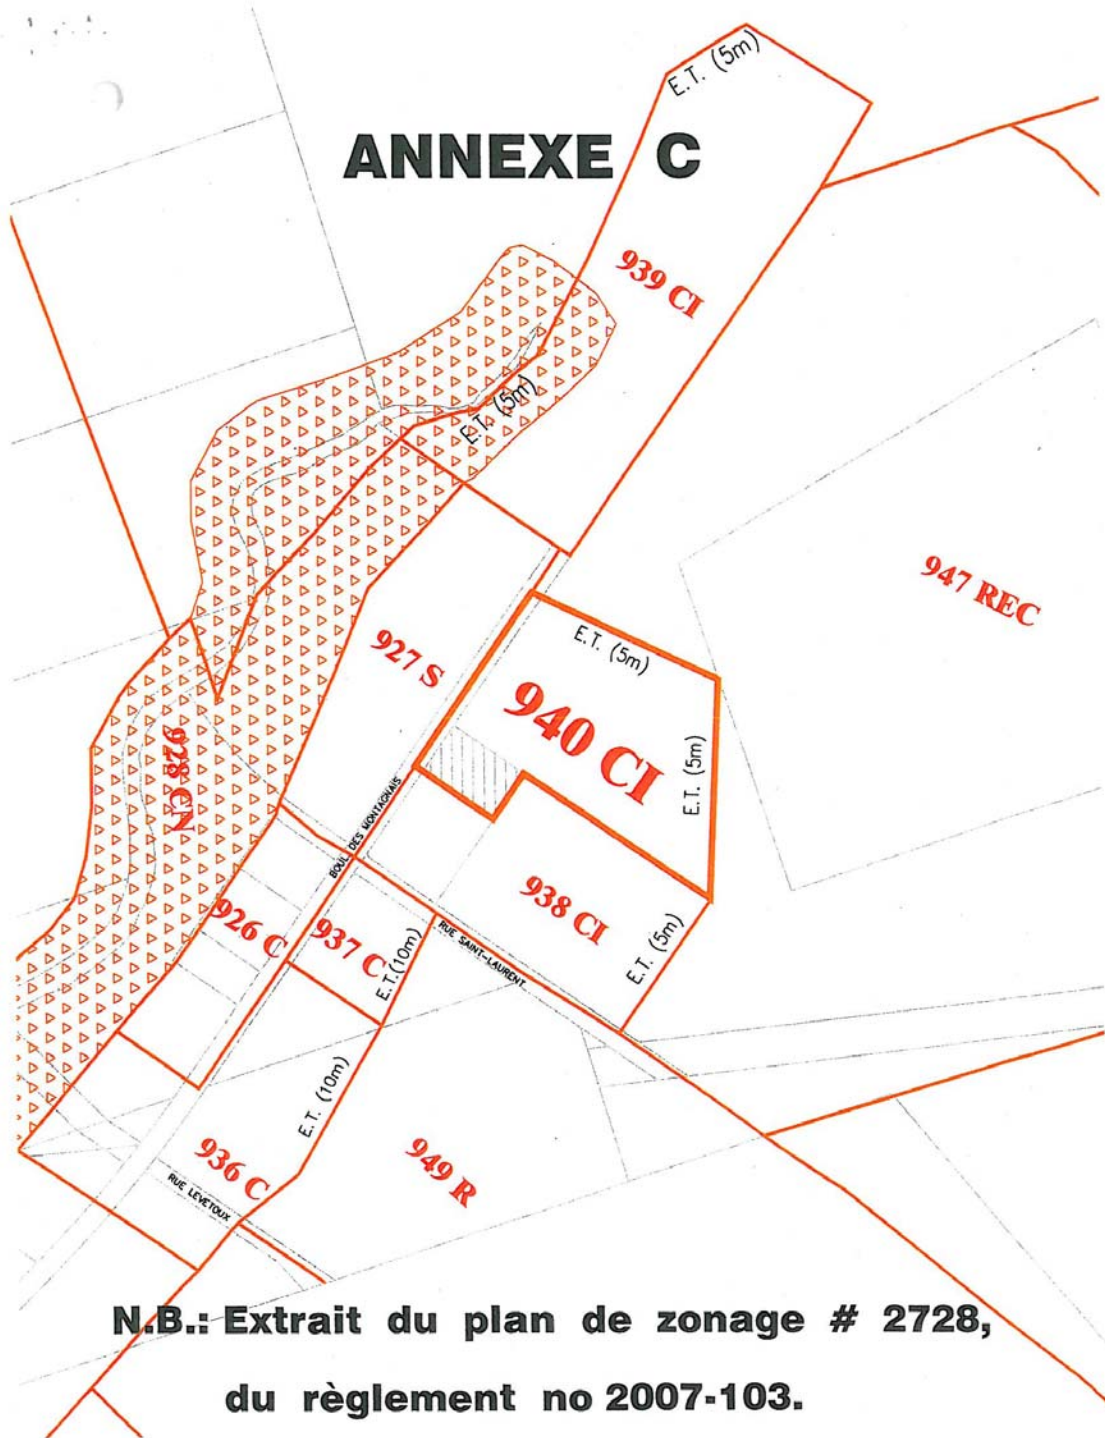 E.T. (5m)
ANNEXE C
939 CI
E.T. (5m)
947 REC
E.T. (5m)
927 S
940 CI
928 CN
E.T. (5m)
BOUL. DES MONTAGNAIS
938 CI
926 C
937 C
E.T. (10m)
RUE SAINT-LAURENT
E.T. (5m)
E.T. (10m)
936 C
949 R
RUE LEVETOUX
N.B.: Extrait du plan de zonage # 2728,
du règlement no 2007-103.